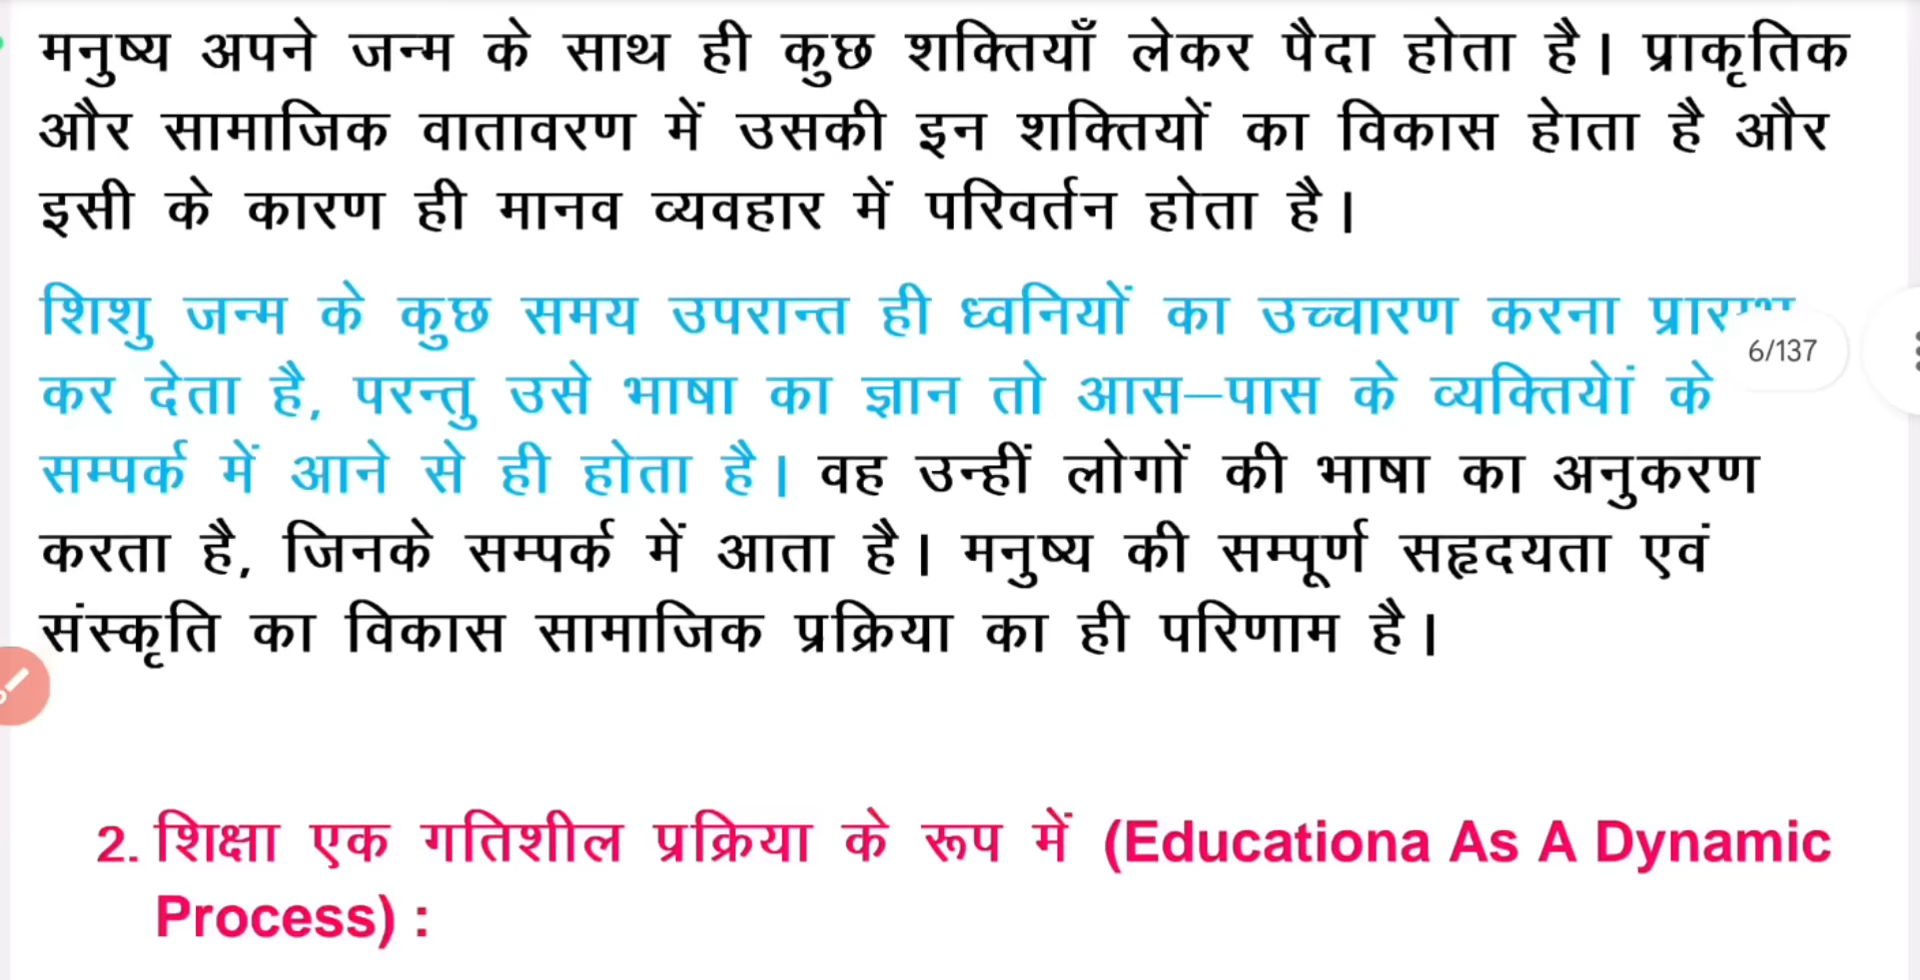 मनुष्य अपने जन्म के साथ ही कुछ शक्तियाँ लेकर पैदा होता है। प्राकृतिक
और सामाजिक वातावरण में उसकी इन शक्तियों का विकास हेाता है और
इसी के कारण ही मानव व्यवहार में परिवर्तन होता है।
शिशु जन्म के कुछ समय उपरान्त ही ध्वनियों का उच्चारण करना
6/137
कर देता है, परन्तु उसे भाषा का ज्ञान तो आस–पास के व्यक्तियेां के
सम्पर्क में आने से ही होता है। वह उन्हीं लोगों की भाषा का अनुकरण
करता है, जिनके सम्पर्क में आता है। मनुष्य की सम्पूर्ण सहृदयता एवं
संस्कृति का विकास सामाजिक प्रक्रिया का ही परिणाम है।
2. शिक्षा एक गतिशील प्रक्रिया के रूप में (Educationa As A Dynamic
Process) :